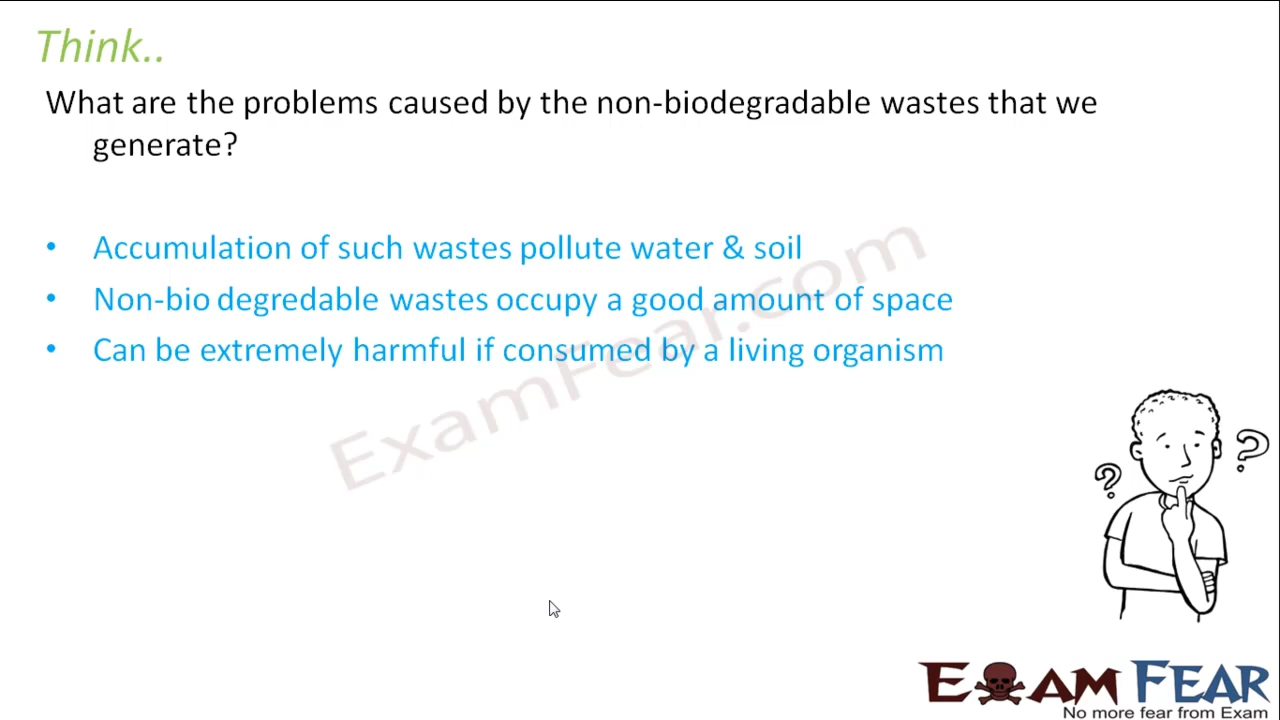 Think..
What are the problems caused by the non-biodegradable wastes that we
generate?
• Accumulation of such wastes pollute water & soil
• Non-bio degredable wastes occupy a good amount of space
• Can be extremely harmful if consumed by a living organism
ExamFear.com
? ?
EXAM FEAR
No more fear from Exam